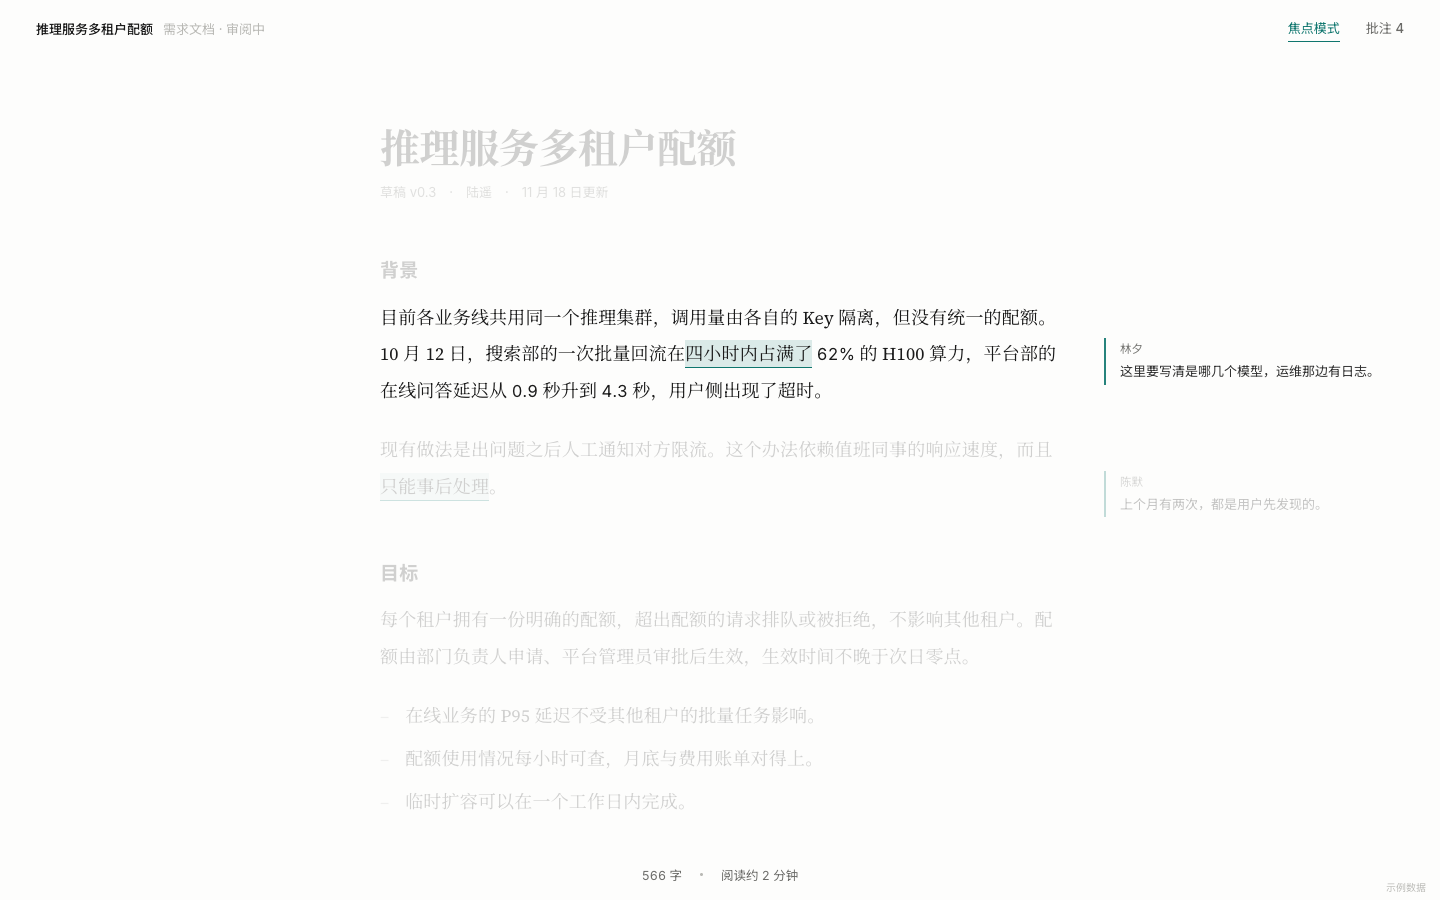 推理服务多租户配额 需求文档 · 审阅中
焦点模式 批注 4
推理服务多租户配额
草稿 v0.3 · 陆遥 · 11 月 18 日更新
背景
目前各业务线共用同一个推理集群，调用量由各自的 Key 隔离，但没有统一的配额。
10 月 12 日，搜索部的一次批量回流在四小时内占满了 62% 的 H100 算力，平台部的
在线问答延迟从 0.9 秒升到 4.3 秒，用户侧出现了超时。
林夕
这里要写清是哪几个模型，运维那边有日志。
现有做法是出问题之后人工通知对方限流。这个办法依赖值班同事的响应速度，而且
只能事后处理。
陈默
上个月有两次，都是用户先发现的。
目标
每个租户拥有一份明确的配额，超出配额的请求排队或被拒绝，不影响其他租户。配
额由部门负责人申请、平台管理员审批后生效，生效时间不晚于次日零点。
– 在线业务的 P95 延迟不受其他租户的批量任务影响。
– 配额使用情况每小时可查，月底与费用账单对得上。
– 临时扩容可以在一个工作日内完成。
566 字 · 阅读约 2 分钟
示例数据